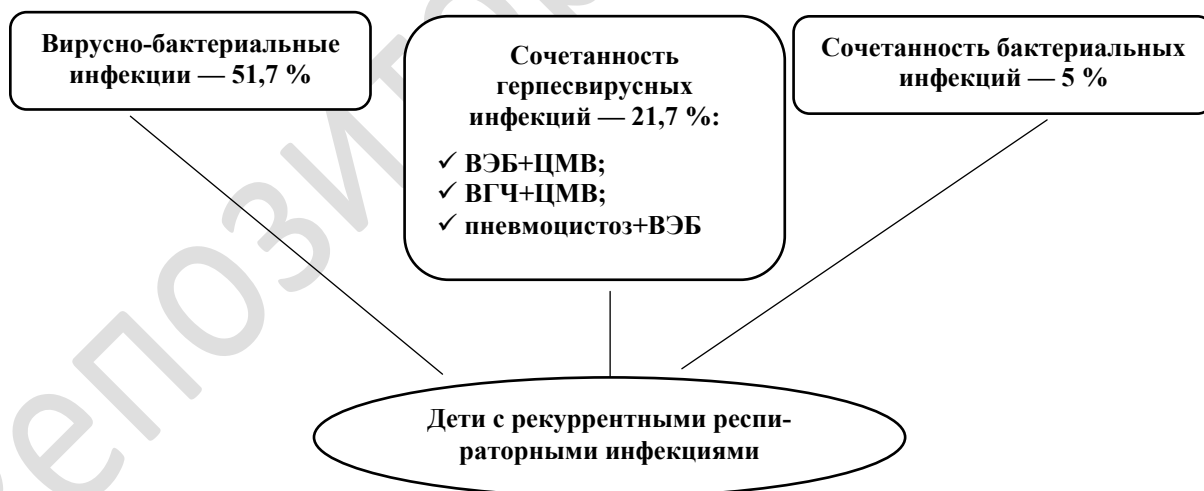 Вирусно-бактериальные
инфекции — 51,7 %
Сочетанность
герпесвирусных
инфекций — 21,7 %:
✓ ВЭБ+ЦМВ;
✓ ВГЧ+ЦМВ;
✓ пневмоцистоз+ВЭБ
Сочетанность бактериальных
инфекций — 5 %
Дети с рекуррентными респи-
раторными инфекциями